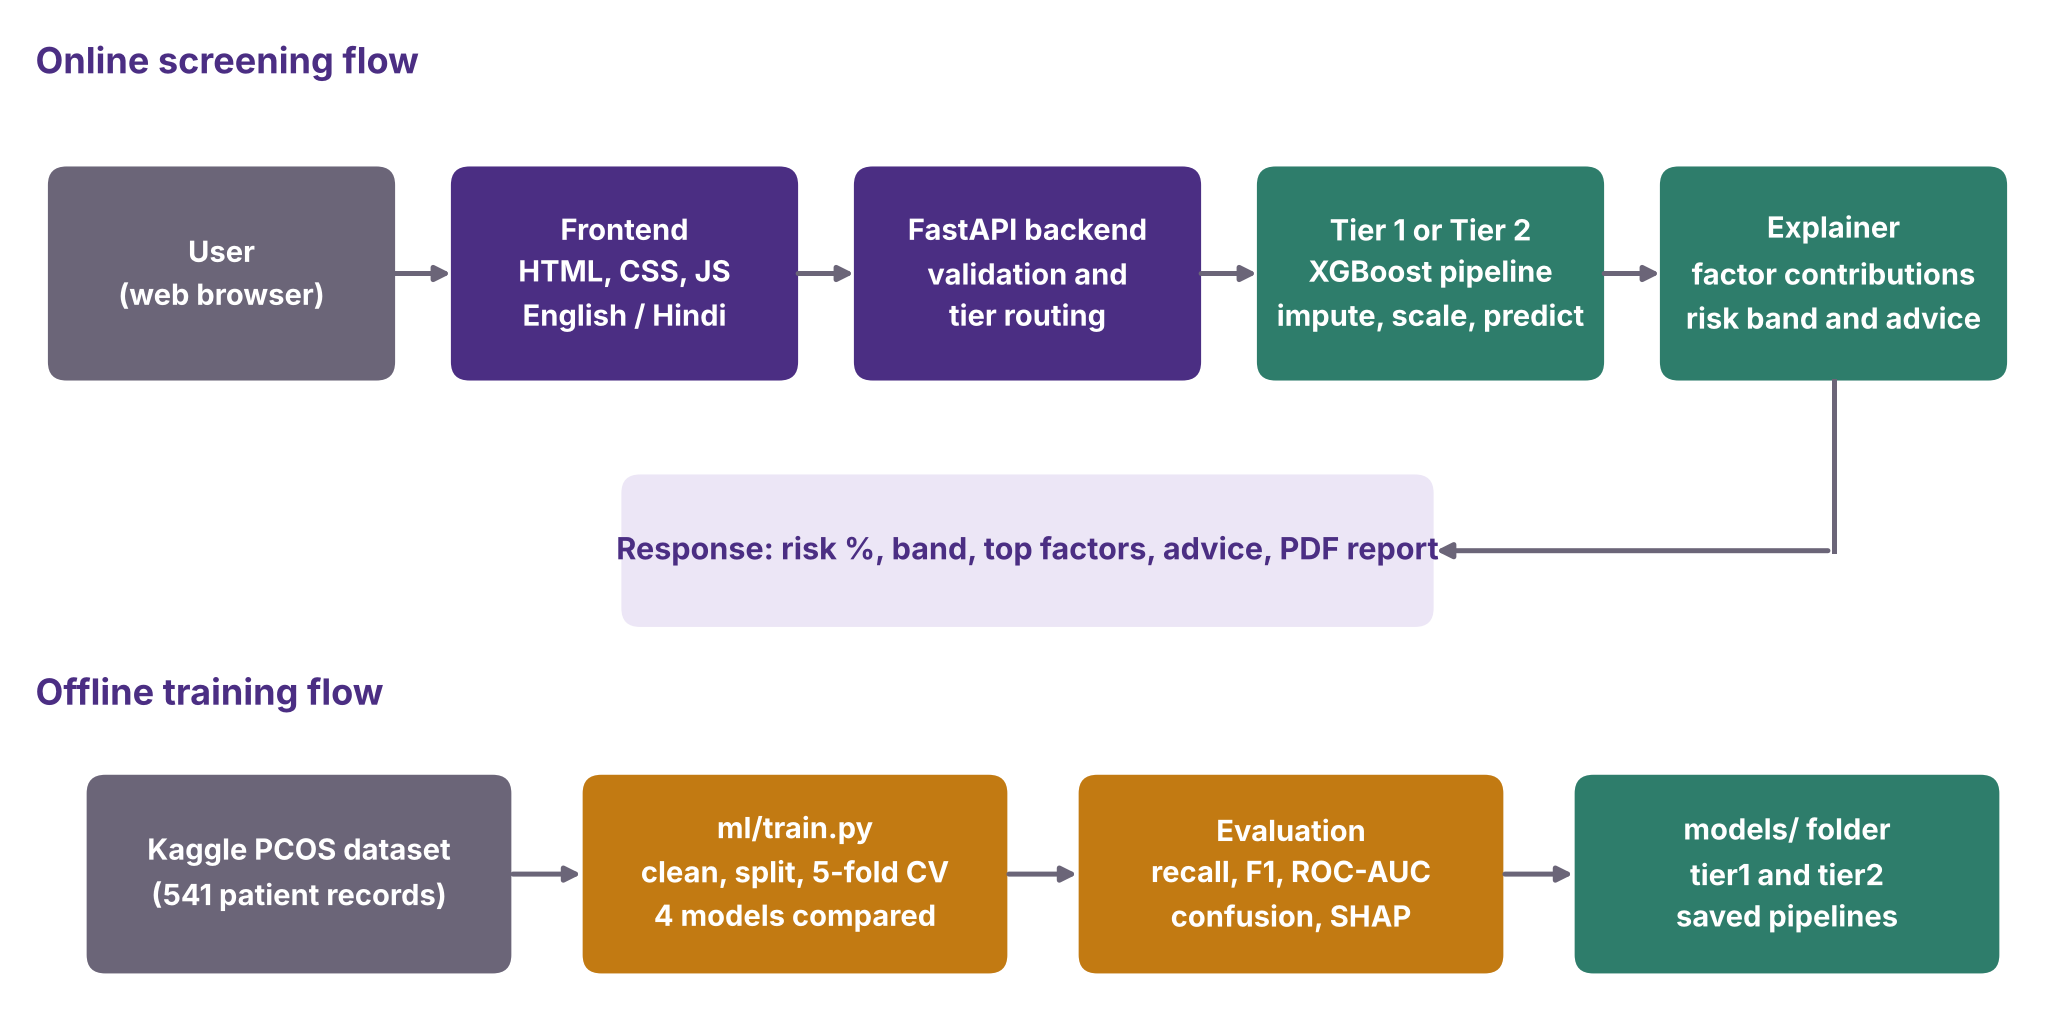 Online screening flow
User
(web browser)
Frontend
HTML, CSS, JS
English / Hindi
FastAPI backend
validation and
tier routing
Tier 1 or Tier 2
XGBoost pipeline
impute, scale, predict
Explainer
factor contributions
risk band and advice
Response: risk %, band, top factors, advice, PDF report
Offline training flow
Kaggle PCOS dataset
(541 patient records)
ml/train.py
clean, split, 5-fold CV
4 models compared
Evaluation
recall, F1, ROC-AUC
confusion, SHAP
models/ folder
tier1 and tier2
saved pipelines